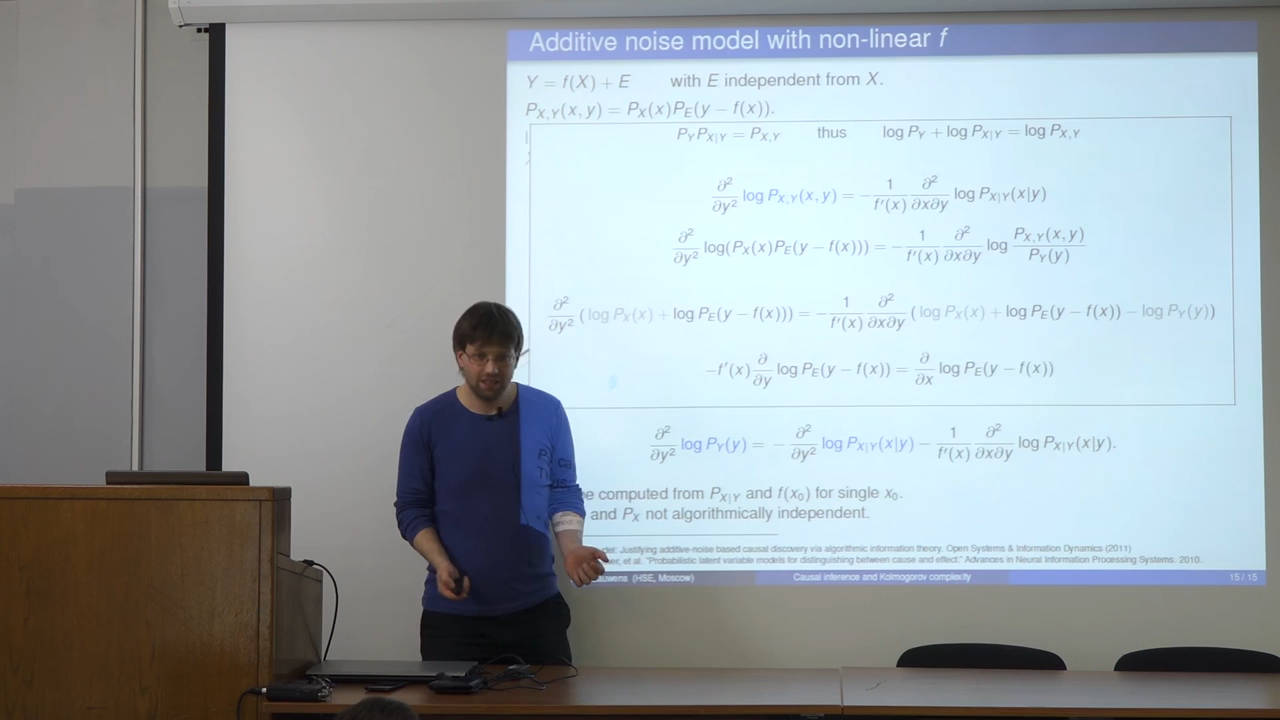 Additive noise model with non-linear f
Y = f(X) + E with E independent from X.
P_{X,Y}(x, y) = P_X(x)P_E(y − f(x)).
P_Y P_{X|Y} = P_{X,Y} thus log P_Y + log P_{X|Y} = log P_{X,Y}
∂²/∂y² log P_{X,Y}(x, y) = −1/f′(x) ∂²/∂x∂y log P_{X|Y}(x|y)
∂²/∂y² log(P_X(x)P_E(y − f(x))) = −1/f′(x) ∂²/∂x∂y log P_{X,Y}(x, y)/P_Y(y)
∂²/∂y² (log P_X(x) + log P_E(y − f(x))) = −1/f′(x) ∂²/∂x∂y (log P_X(x) + log P_E(y − f(x)) − log P_Y(y))
−f′(x) ∂/∂y log P_E(y − f(x)) = ∂/∂x log P_E(y − f(x))
∂²/∂y² log P_Y(y) = − ∂²/∂y² log P_{X|Y}(x|y) − 1/f′(x) ∂²/∂x∂y log P_{X|Y}(x|y).
computed from P_{X|Y} and f(x₀) for single x₀.
and P_X not algorithmically independent.
Justifying additive-noise based causal discovery via algorithmic information theory. Open Systems & Information Dynamics (2011)
et al. "Probabilistic latent variable models for distinguishing between cause and effect." Advances in Neural Information Processing Systems. 2010.
(HSE, Moscow) Causal inference and Kolmogorov complexity 15 / 15